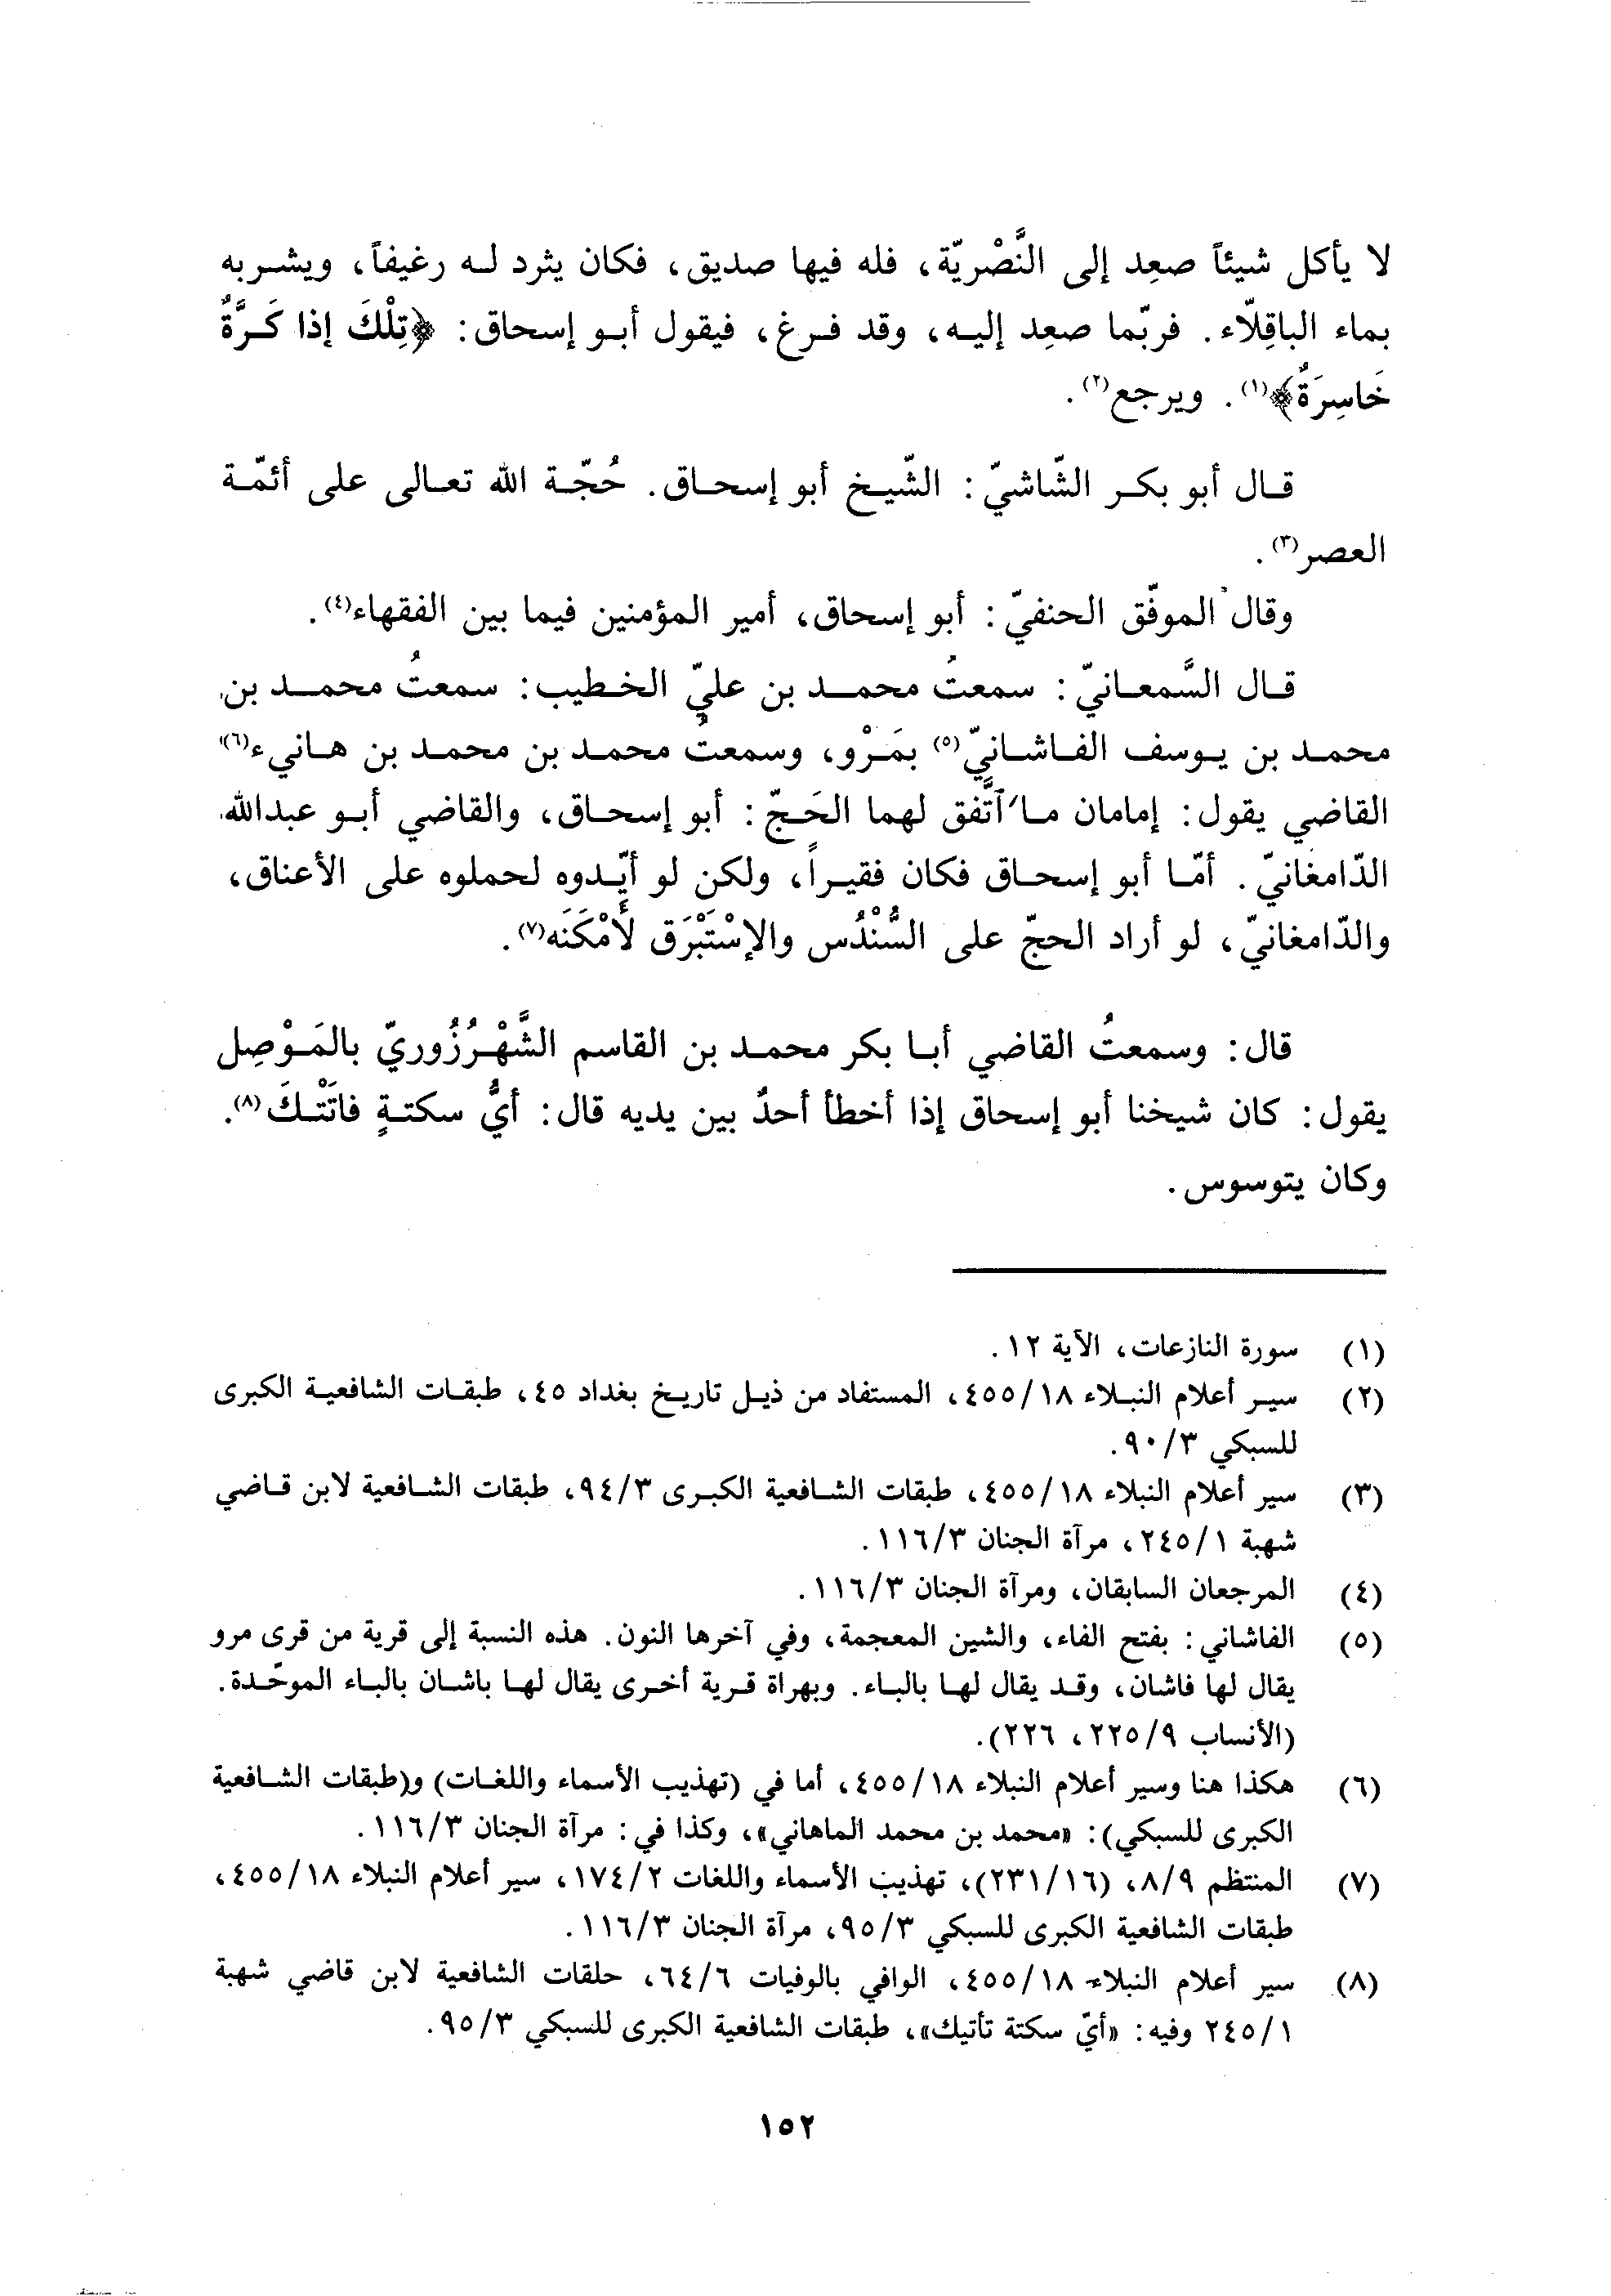 لا يأكل شيئاً صعِد إلى النَّصْريّة، فله فيها صديق، فكان يثرد لـه رغيفاً، ويشـربه
بماء الباقِلّاء. فربّما صعِد إليـه، وقد فـرغ، فيقول أبـو إسحاق: ﴿تِلْكَ إذا كَـرَّةٌ
خَاسِرَةٌ﴾(١). ويرجع(٢).
قـال أبو بكـر الشّاشيّ: الشّيـخ أبو إسحـاق. حُجّـة الله تعـالى على أئمّـة
العصر(٣).
وقال الموفّق الحنفيّ: أبو إسحاق، أمير المؤمنين فيما بين الفقهاء(٤).
قـال السَّمعـانيّ: سمعتُ محمـد بن عليّ الخـطيب: سمعتُ محمـد بن
محمـد بن يـوسف الفـاشـانيّ(٥) بمَـرْو، وسمعتُ محمـد بن محمـد بن هـانيء(٦)
القاضي يقول: إمامان مـا ٱتَّفق لهما الحَـجّ: أبو إسحـاق، والقاضي أبـو عبدالله
الدّامغانيّ. أمّـا أبو إسحـاق فكان فقيـراً، ولكن لو أيّـدوه لحملوه على الأعناق،
والدّامغانيّ، لو أراد الحجّ على السُّنْدُس والإسْتَبْرَق لَأَمْكَنَه(٧).
قال: وسمعتُ القاضي أبـا بكر محمـد بن القاسم الشَّهْـرُزُوريّ بالمَـوْصِل
يقول: كان شيخنا أبو إسحاق إذا أخطأ أحدٌ بين يديه قال: أيُّ سكتـةٍ فاتَتْـكَ(٨).
وكان يتوسوس.
(١) سورة النازعات، الآية ١٢.
(٢) سيـر أعلام النبـلاء ٤٥٥/١٨، المستفاد من ذيـل تاريـخ بغداد ٤٥، طبقـات الشافعيـة الكبرى
للسبكي ٩٠/٣.
(٣) سير أعلام النبلاء ٤٥٥/١٨، طبقات الشـافعية الكبـرى ٩٤/٣، طبقات الشـافعية لابن قـاضي
شهبة ٢٤٥/١، مرآة الجنان ١١٦/٣.
(٤) المرجعان السابقان، ومرآة الجنان ١١٦/٣.
(٥) الفاشاني: بفتح الفاء، والشين المعجمة، وفي آخرها النون. هذه النسبة إلى قرية من قرى مرو
يقال لها فاشان، وقـد يقال لهـا بالبـاء. وبهراة قـرية أخـرى يقال لهـا باشـان بالبـاء الموحّـدة.
(الأنساب ٢٢٥/٩، ٢٢٦).
(٦) هكذا هنا وسير أعلام النبلاء ٤٥٥/١٨، أما في (تهذيب الأسماء واللغـات) و(طبقات الشـافعية
الكبرى للسبكي): «محمد بن محمد الماهاني»، وكذا في: مرآة الجنان ١١٦/٣.
(٧) المنتظم ٨/٩، (٢٣١/١٦)، تهذيب الأسماء واللغات ١٧٤/٢، سير أعلام النبلاء ٤٥٥/١٨،
طبقات الشافعية الكبرى للسبكي ٩٥/٣، مرآة الجنان ١١٦/٣.
(٨) سير أعلام النبلاء ٤٥٥/١٨، الوافي بالوفيات ٦٤/٦، حلقات الشافعية لابن قاضي شهبة
٢٤٥/١ وفيه: «أيّ سكتة تأتيك»، طبقات الشافعية الكبرى للسبكي ٩٥/٣.
١٥٢